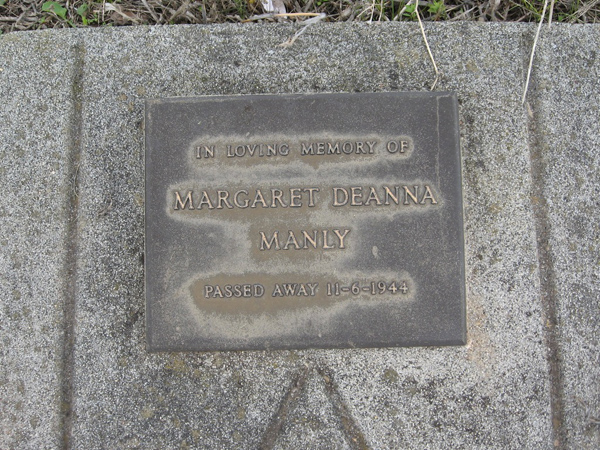 IN LOVING MEMORY OF
MARGARET DEANNA
MANLY
PASSED AWAY 11-6-1944